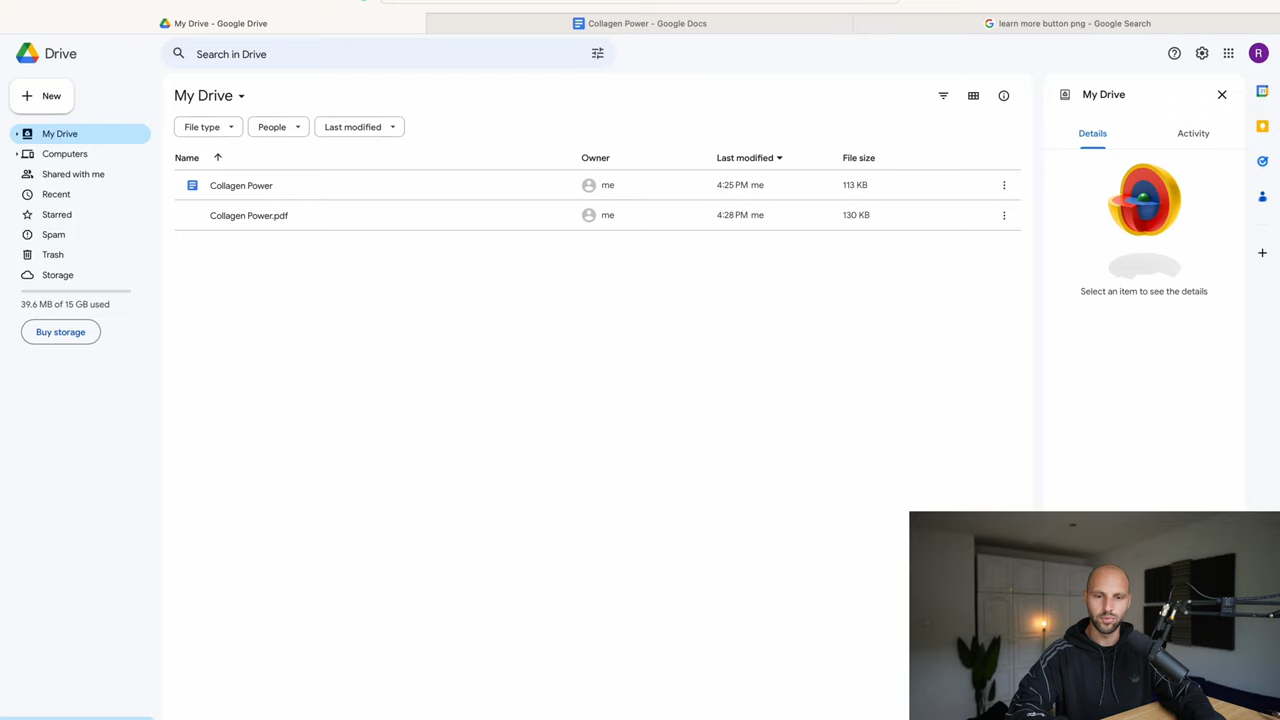 My Drive - Google Drive
Collagen Power - Google Docs
learn more button png - Google Search
Drive
Search in Drive
R
New
My Drive
My Drive
File type
People
Last modified
Details
Activity
My Drive
Computers
Shared with me
Recent
Starred
Spam
Trash
Storage
39.6 MB of 15 GB used
Buy storage
Name
Owner
Last modified
File size
Collagen Power
me
4:25 PM me
113 KB
Collagen Power.pdf
me
4:28 PM me
130 KB
Select an item to see the details